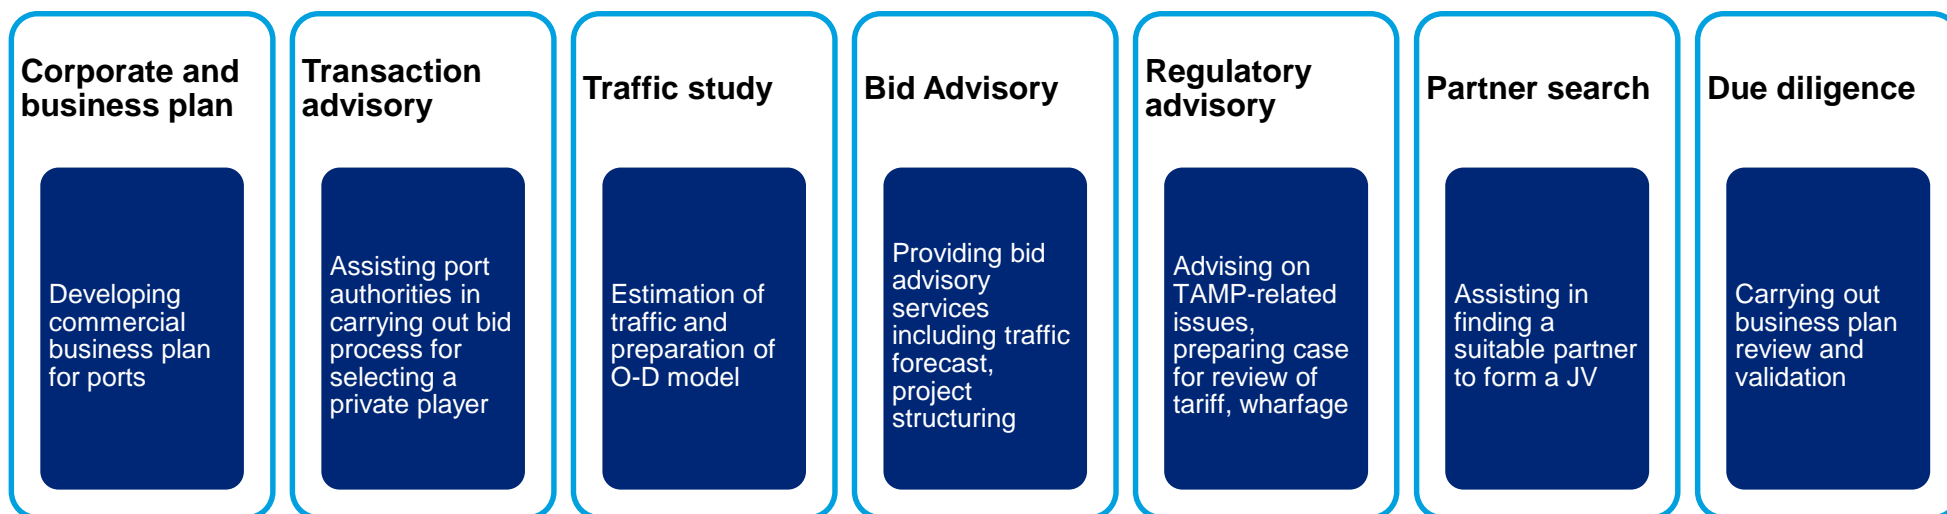 Corporate and
business plan
Developing
commercial
business plan
for ports
Transaction
advisory
Assisting port
authorities in
carrying out bid
process for
selecting a
private player
Traffic study
Estimation of
traffic and
preparation of
O-D model
Bid Advisory
Providing bid
advisory
services
including traffic
forecast,
project
structuring
Regulatory
advisory
Advising on
TAMP-related
issues,
preparing case
for review of
tariff, wharfage
Partner search
Assisting in
finding a
suitable partner
to form a JV
Due diligence
Carrying out
business plan
review and
validation